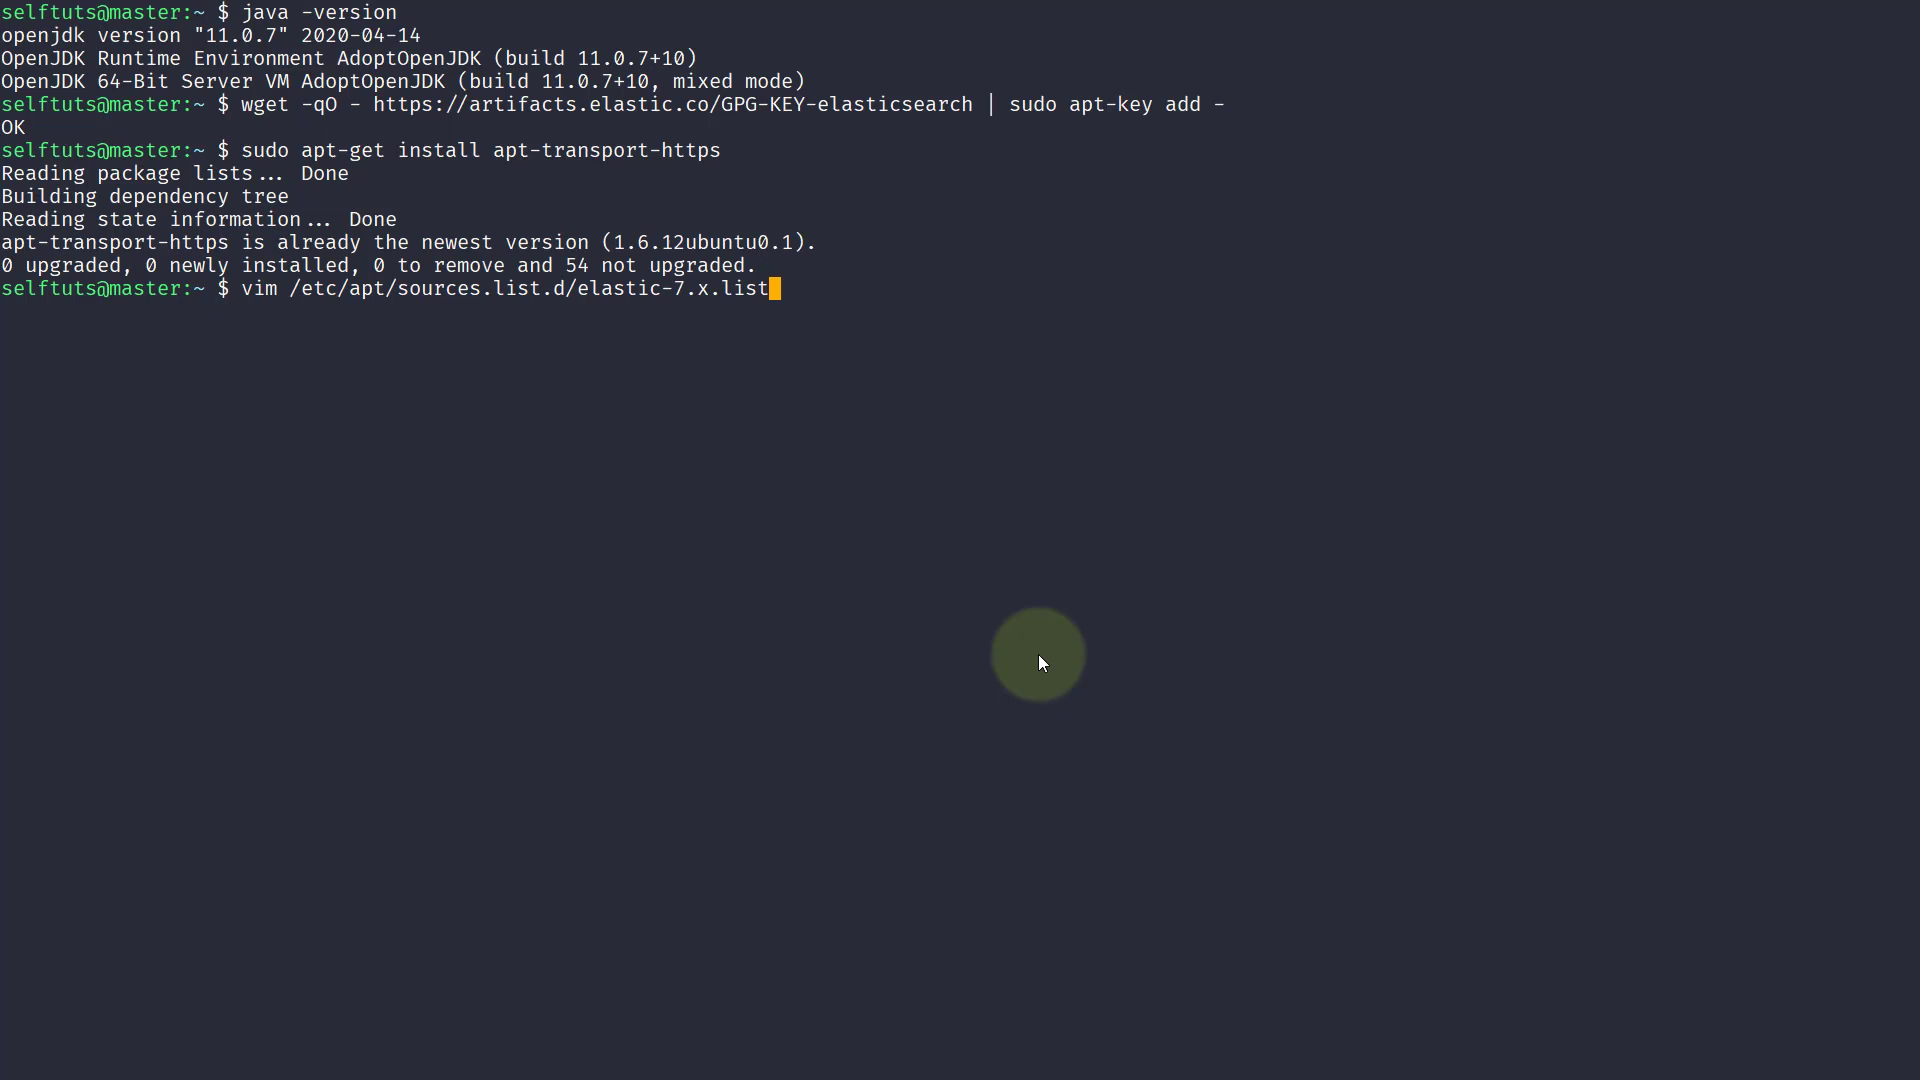 selftuts@master:~ $ java -version
openjdk version "11.0.7" 2020-04-14
OpenJDK Runtime Environment AdoptOpenJDK (build 11.0.7+10)
OpenJDK 64-Bit Server VM AdoptOpenJDK (build 11.0.7+10, mixed mode)
selftuts@master:~ $ wget -qO - https://artifacts.elastic.co/GPG-KEY-elasticsearch | sudo apt-key add -
OK
selftuts@master:~ $ sudo apt-get install apt-transport-https
Reading package lists... Done
Building dependency tree
Reading state information... Done
apt-transport-https is already the newest version (1.6.12ubuntu0.1).
0 upgraded, 0 newly installed, 0 to remove and 54 not upgraded.
selftuts@master:~ $ vim /etc/apt/sources.list.d/elastic-7.x.list